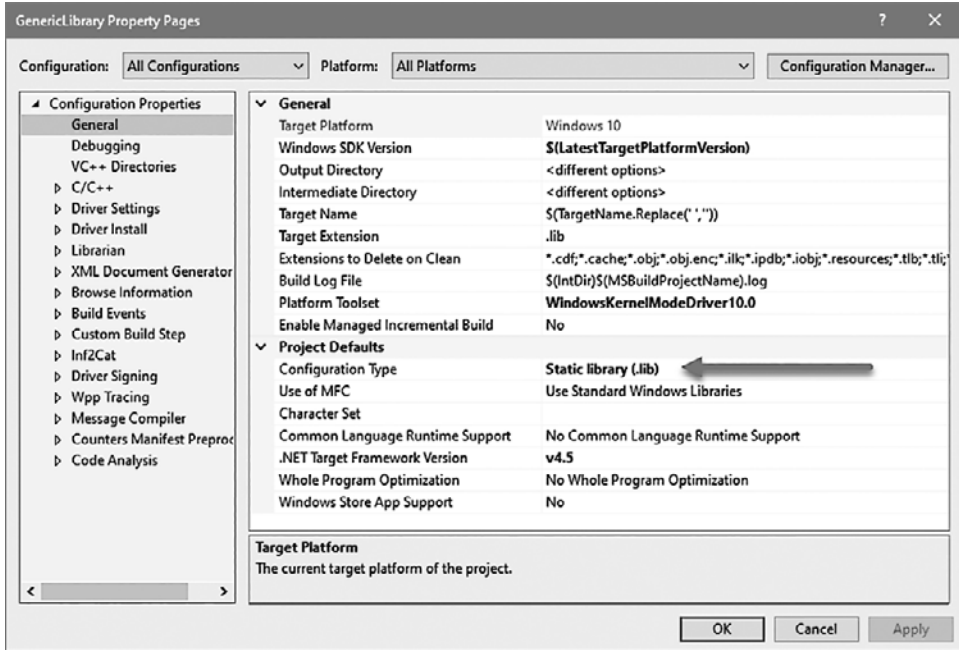 GenericLibrary Property Pages ? ×
Configuration: All Configurations Platform: All Platforms Configuration Manager...
Configuration Properties
General
Debugging
VC++ Directories
C/C++
Driver Settings
Driver Install
Librarian
XML Document Generator
Browse Information
Build Events
Custom Build Step
Inf2Cat
Driver Signing
Wpp Tracing
Message Compiler
Counters Manifest Preproc
Code Analysis
General
Target Platform Windows 10
Windows SDK Version $(LatestTargetPlatformVersion)
Output Directory <different options>
Intermediate Directory <different options>
Target Name $(TargetName.Replace(' ',''))
Target Extension .lib
Extensions to Delete on Clean *.cdf;*.cache;*.obj;*.obj.enc;*.ilk;*.ipdb;*.iobj;*.resources;*.tlb;*.tli;*
Build Log File $(IntDir)$(MSBuildProjectName).log
Platform Toolset WindowsKernelModeDriver10.0
Enable Managed Incremental Build No
Project Defaults
Configuration Type Static library (.lib)
Use of MFC Use Standard Windows Libraries
Character Set
Common Language Runtime Support No Common Language Runtime Support
.NET Target Framework Version v4.5
Whole Program Optimization No Whole Program Optimization
Windows Store App Support No
Target Platform
The current target platform of the project.
OK Cancel Apply